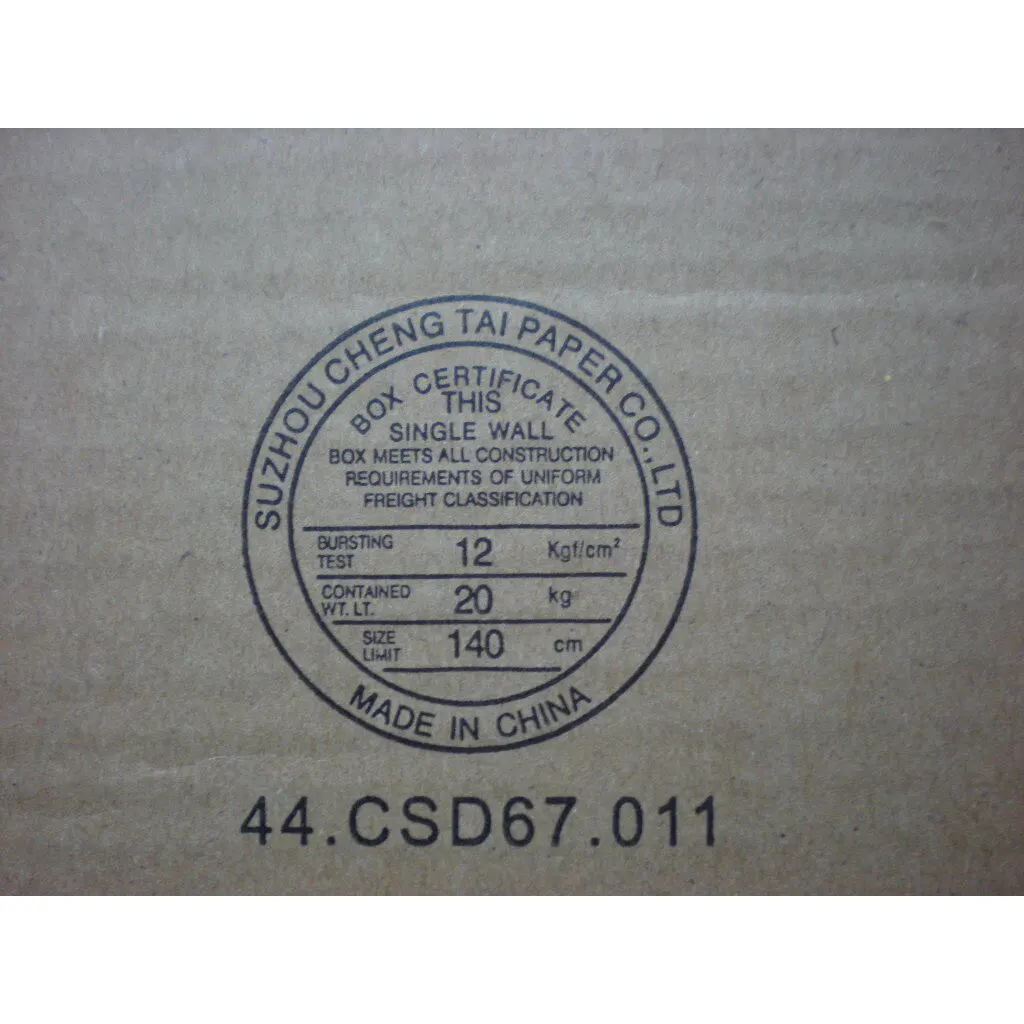 SUZHOU CHENG TAI PAPER CO.,LTD
BOX CERTIFICATE
THIS
SINGLE WALL
BOX MEETS ALL CONSTRUCTION
REQUIREMENTS OF UNIFORM
FREIGHT CLASSIFICATION
BURSTING TEST 12 Kgf/cm²
CONTAINED WT. LT. 20 kg
SIZE LIMIT 140 cm
MADE IN CHINA
44.CSD67.011